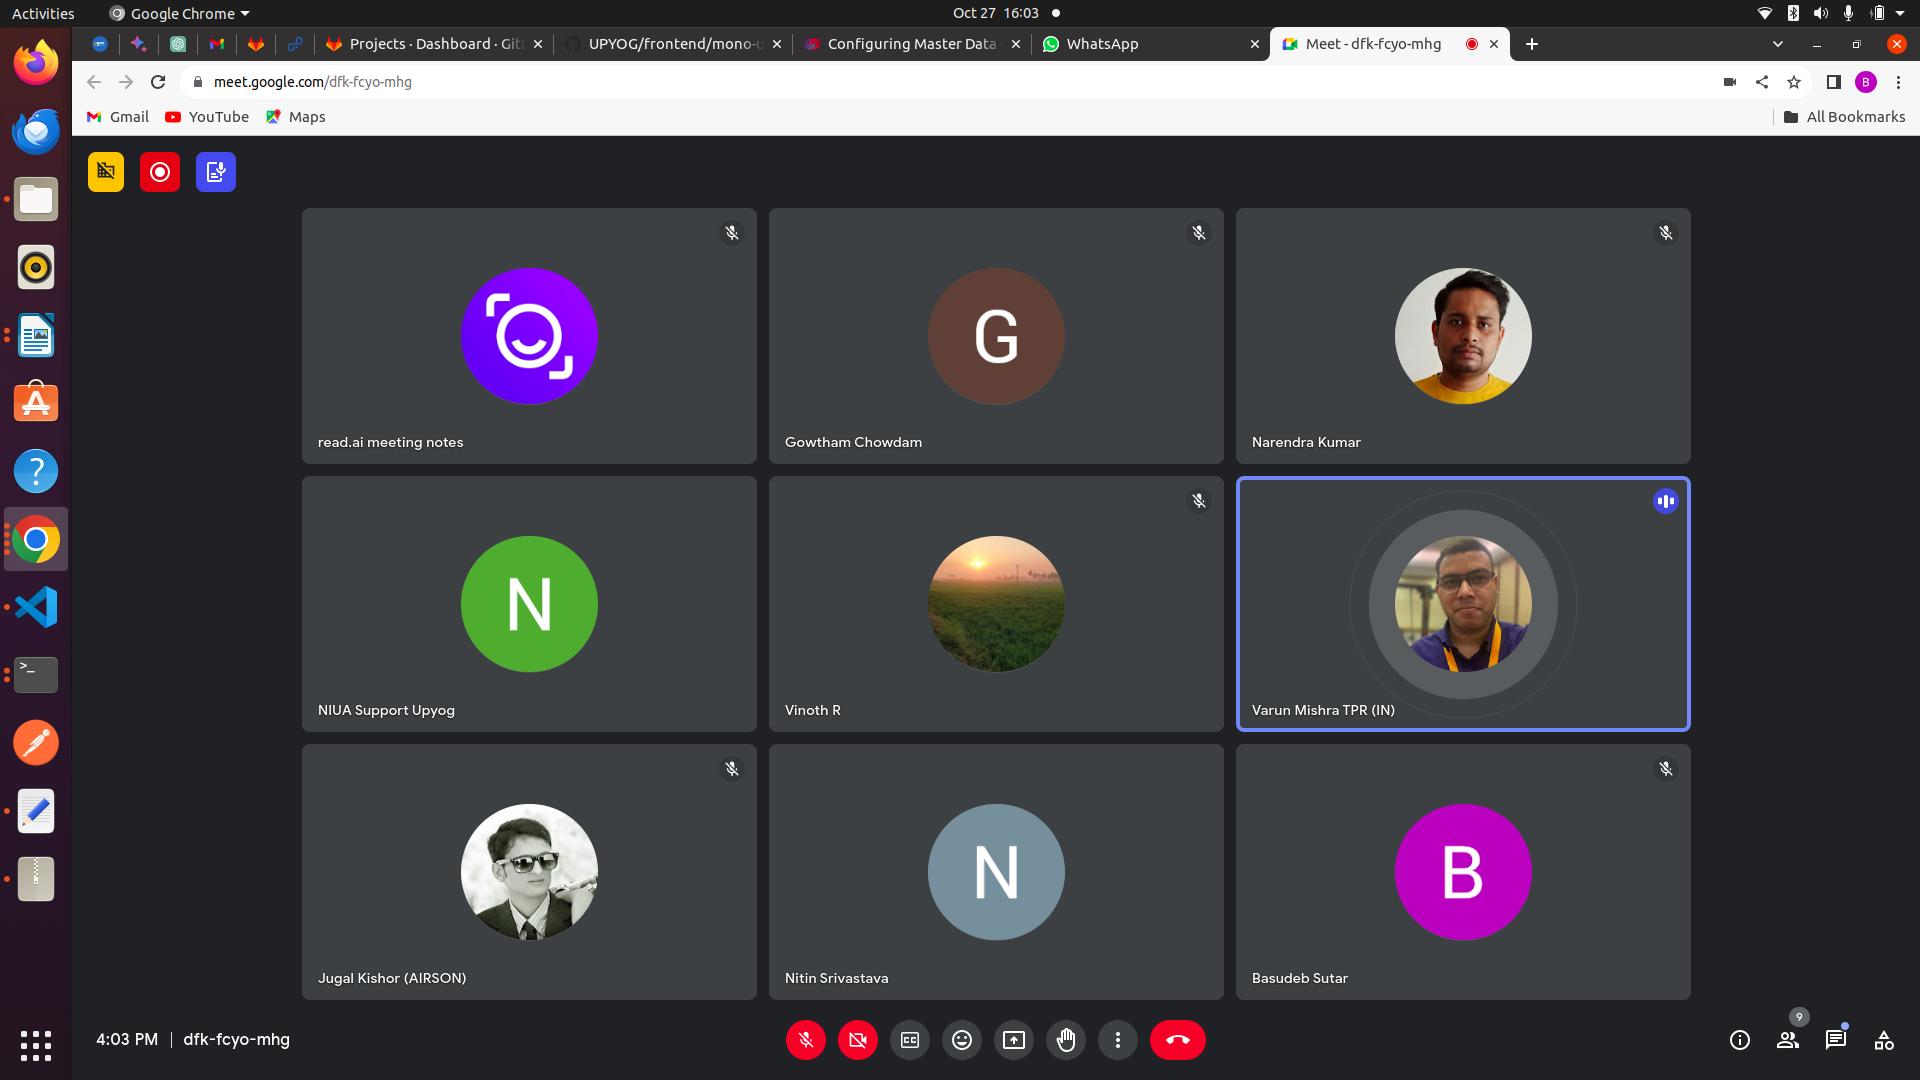 Activities
Google Chrome
Oct 27 16:03
Projects · Dashboard · Git
UPYOG/frontend/mono-u
Configuring Master Data -
WhatsApp
Meet - dfk-fcyo-mhg
meet.google.com/dfk-fcyo-mhg
B
Gmail
YouTube
Maps
All Bookmarks
read.ai meeting notes
G
Gowtham Chowdam
Narendra Kumar
N
NIUA Support Upyog
Vinoth R
Varun Mishra TPR (IN)
Jugal Kishor (AIRSON)
N
Nitin Srivastava
B
Basudeb Sutar
4:03 PM | dfk-fcyo-mhg
CC
9